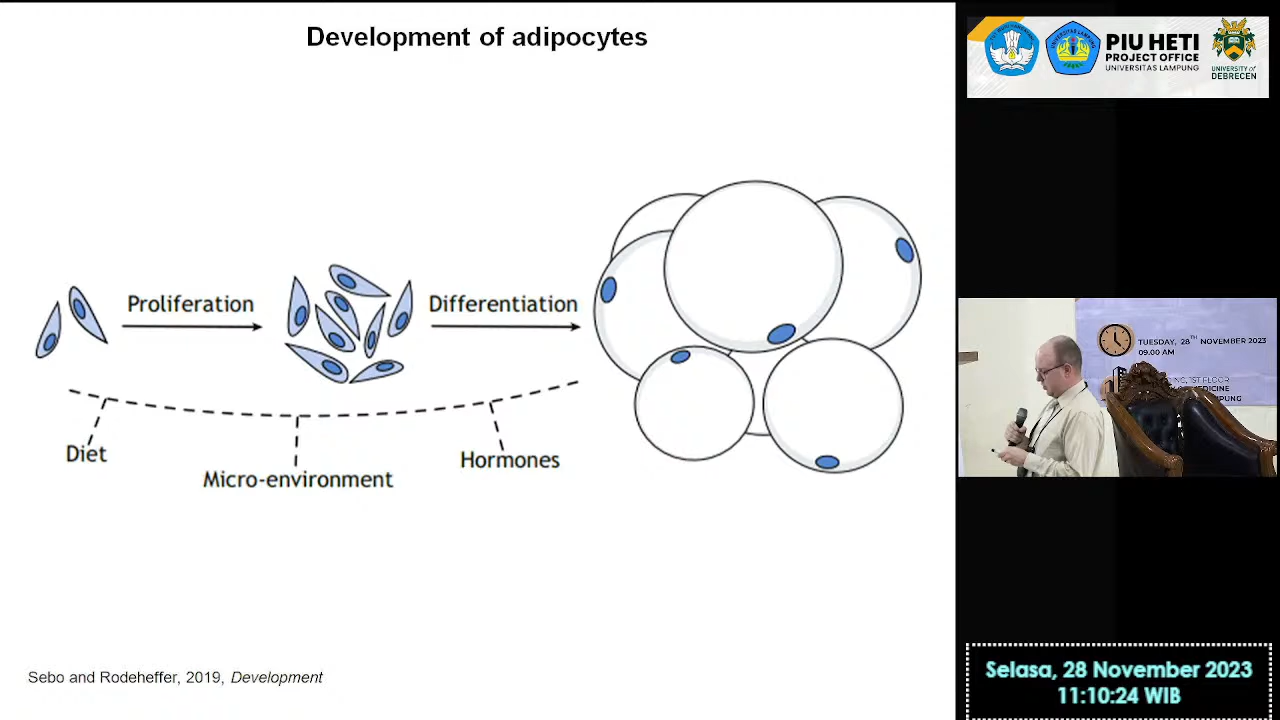 Development of adipocytes
Proliferation
Differentiation
Diet
Micro-environment
Hormones
Sebo and Rodeheffer, 2019, Development
PIU HETI
PROJECT OFFICE
UNIVERSITAS LAMPUNG
UNIVERSITY of
DEBRECEN
TUESDAY, 28TH NOVEMBER 2023
09.00 AM
1ST FLOOR
Selasa, 28 November 2023
11:10:24 WIB